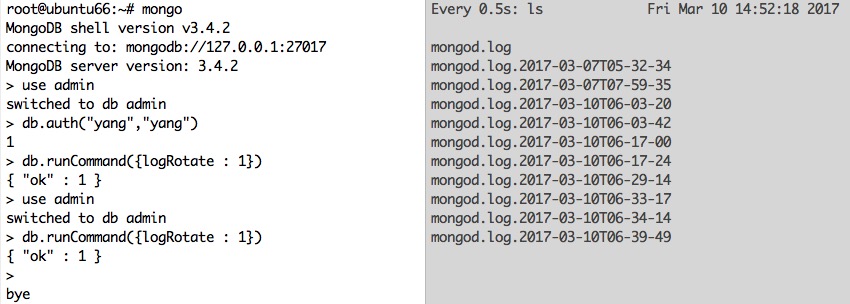 root@ubuntu66:~# mongo
MongoDB shell version v3.4.2
connecting to: mongodb://127.0.0.1:27017
MongoDB server version: 3.4.2
> use admin
switched to db admin
> db.auth("yang","yang")
1
> db.runCommand({logRotate : 1})
{ "ok" : 1 }
> use admin
switched to db admin
> db.runCommand({logRotate : 1})
{ "ok" : 1 }
>
bye
Every 0.5s: ls Fri Mar 10 14:52:18 2017
mongod.log
mongod.log.2017-03-07T05-32-34
mongod.log.2017-03-07T07-59-35
mongod.log.2017-03-10T06-03-20
mongod.log.2017-03-10T06-03-42
mongod.log.2017-03-10T06-17-00
mongod.log.2017-03-10T06-17-24
mongod.log.2017-03-10T06-29-14
mongod.log.2017-03-10T06-33-17
mongod.log.2017-03-10T06-34-14
mongod.log.2017-03-10T06-39-49